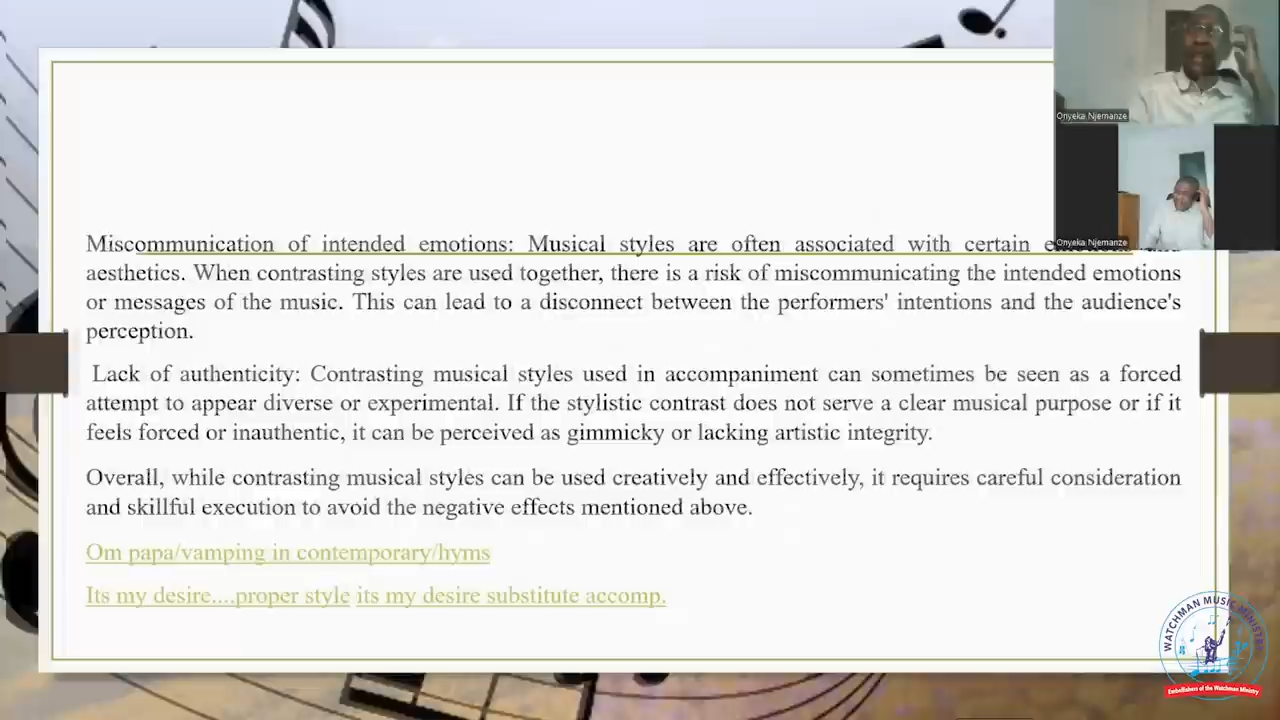 Onyeka Njemanze
Onyeka Njemanze
Miscommunication of intended emotions: Musical styles are often associated with certain
aesthetics. When contrasting styles are used together, there is a risk of miscommunicating the intended emotions
or messages of the music. This can lead to a disconnect between the performers' intentions and the audience's
perception.
Lack of authenticity: Contrasting musical styles used in accompaniment can sometimes be seen as a forced
attempt to appear diverse or experimental. If the stylistic contrast does not serve a clear musical purpose or if it
feels forced or inauthentic, it can be perceived as gimmicky or lacking artistic integrity.
Overall, while contrasting musical styles can be used creatively and effectively, it requires careful consideration
and skillful execution to avoid the negative effects mentioned above.
Om papa/vamping in contemporary/hyms
Its my desire....proper style its my desire substitute accomp.
WATCHMAN MUSIC MINISTRY
Embellishers of the Watchman Ministry